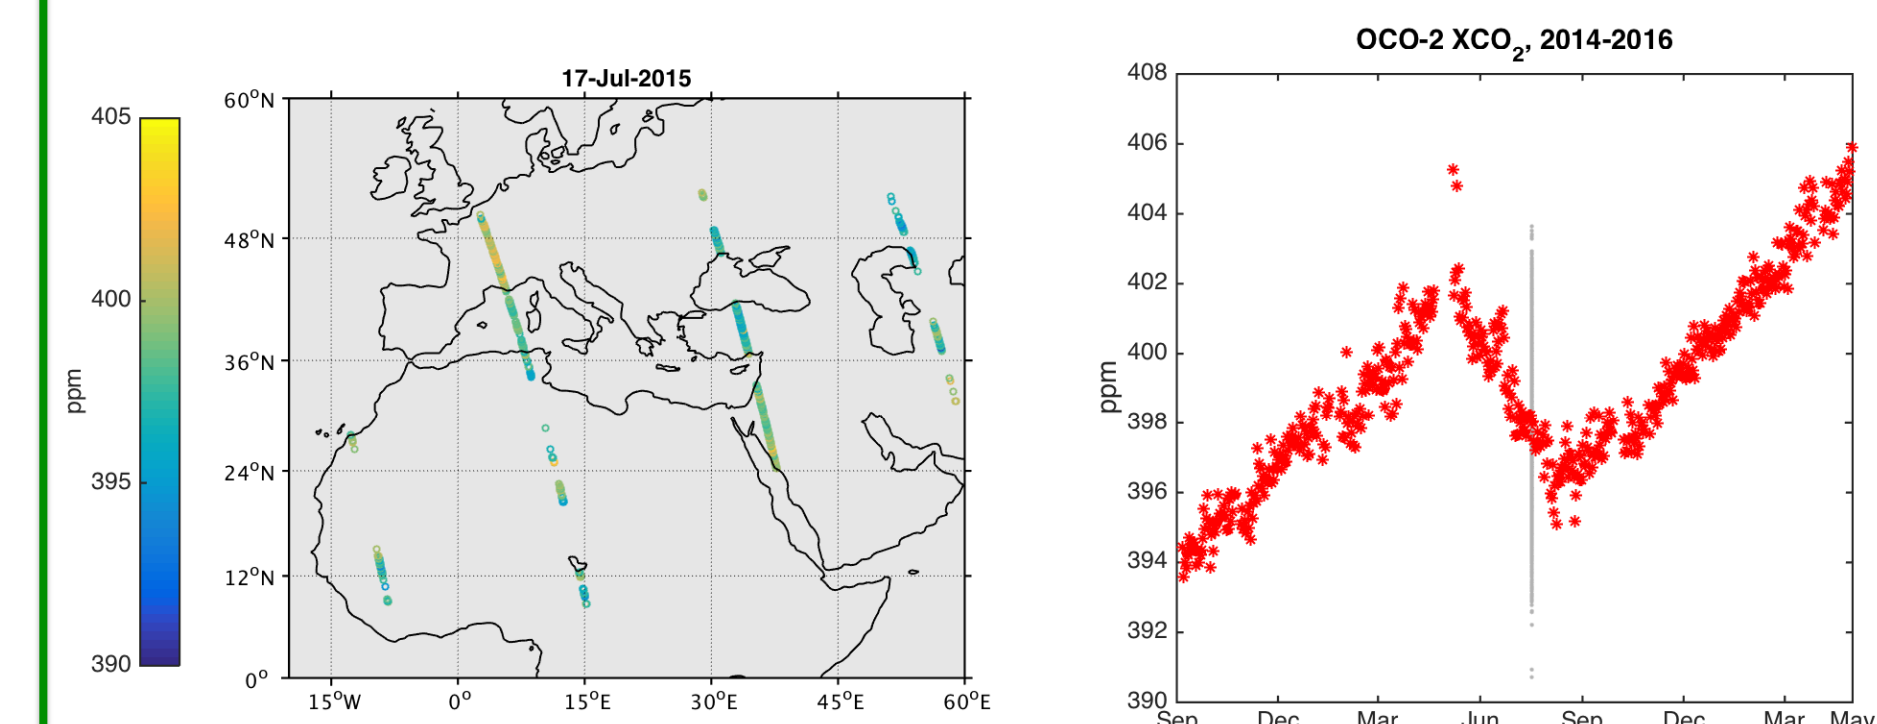 405
400
395
390
ppm
17-Jul-2015
60°N
48°N
36°N
24°N
12°N
0°
15°W 0° 15°E 30°E 45°E 60°E
OCO-2 XCO₂, 2014-2016
408
406
404
402
400
398
396
394
392
390
ppm
Sep Dec Mar Jun Sep Dec Mar May